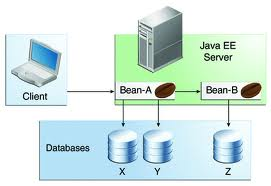 Java EE
Server
Client
Bean-A
Bean-B
Databases
X
Y
Z